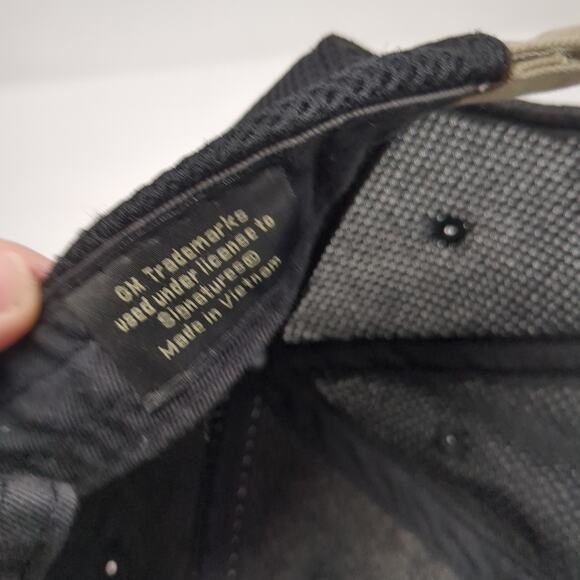 GM Trademarks
used under license to
Signatures®
Made in Vietnam